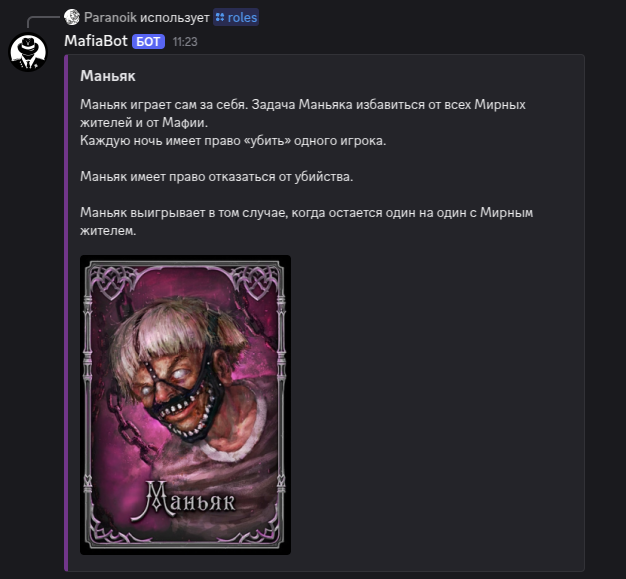 Paranoik использует roles
MafiaBot БОТ 11:23
Маньяк
Маньяк играет сам за себя. Задача Маньяка избавиться от всех Мирных
жителей и от Мафии.
Каждую ночь имеет право «убить» одного игрока.
Маньяк имеет право отказаться от убийства.
Маньяк выигрывает в том случае, когда остается один на один с Мирным
жителем.
Маньяк